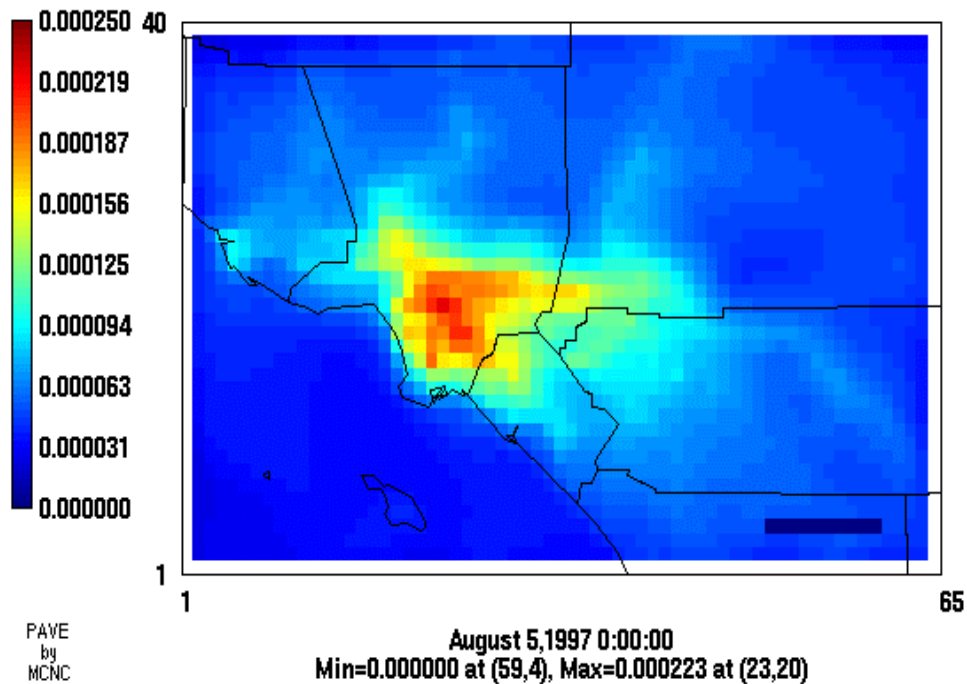 0.000250
0.000219
0.000187
0.000156
0.000125
0.000094
0.000063
0.000031
0.000000
40
1
1
65
PAVE
by
MCNC
August 5,1997 0:00:00
Min=0.000000 at (59,4), Max=0.000223 at (23,20)